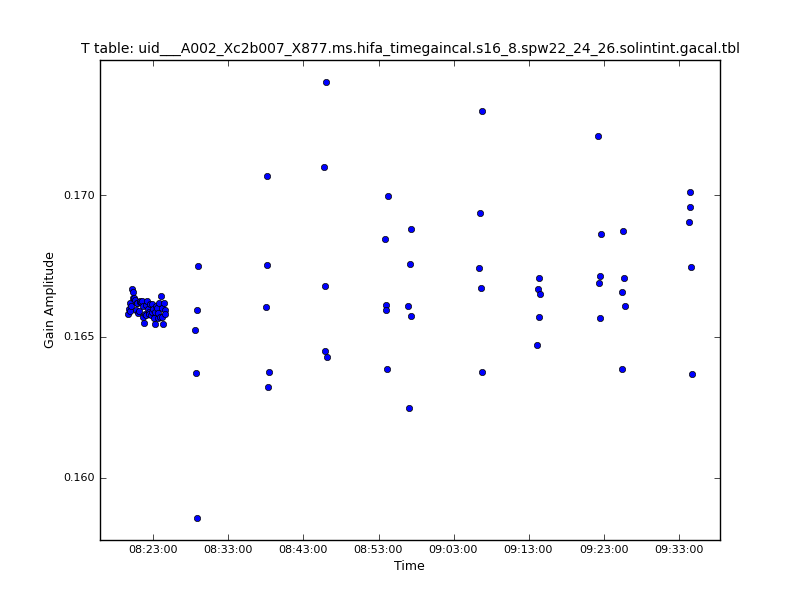 T table: uid___A002_Xc2b007_X877.ms.hifa_timegaincal.s16_8.spw22_24_26.solintint.gacal.tbl
Gain Amplitude
0.170
0.165
0.160
08:23:00 08:33:00 08:43:00 08:53:00 09:03:00 09:13:00 09:23:00 09:33:00
Time